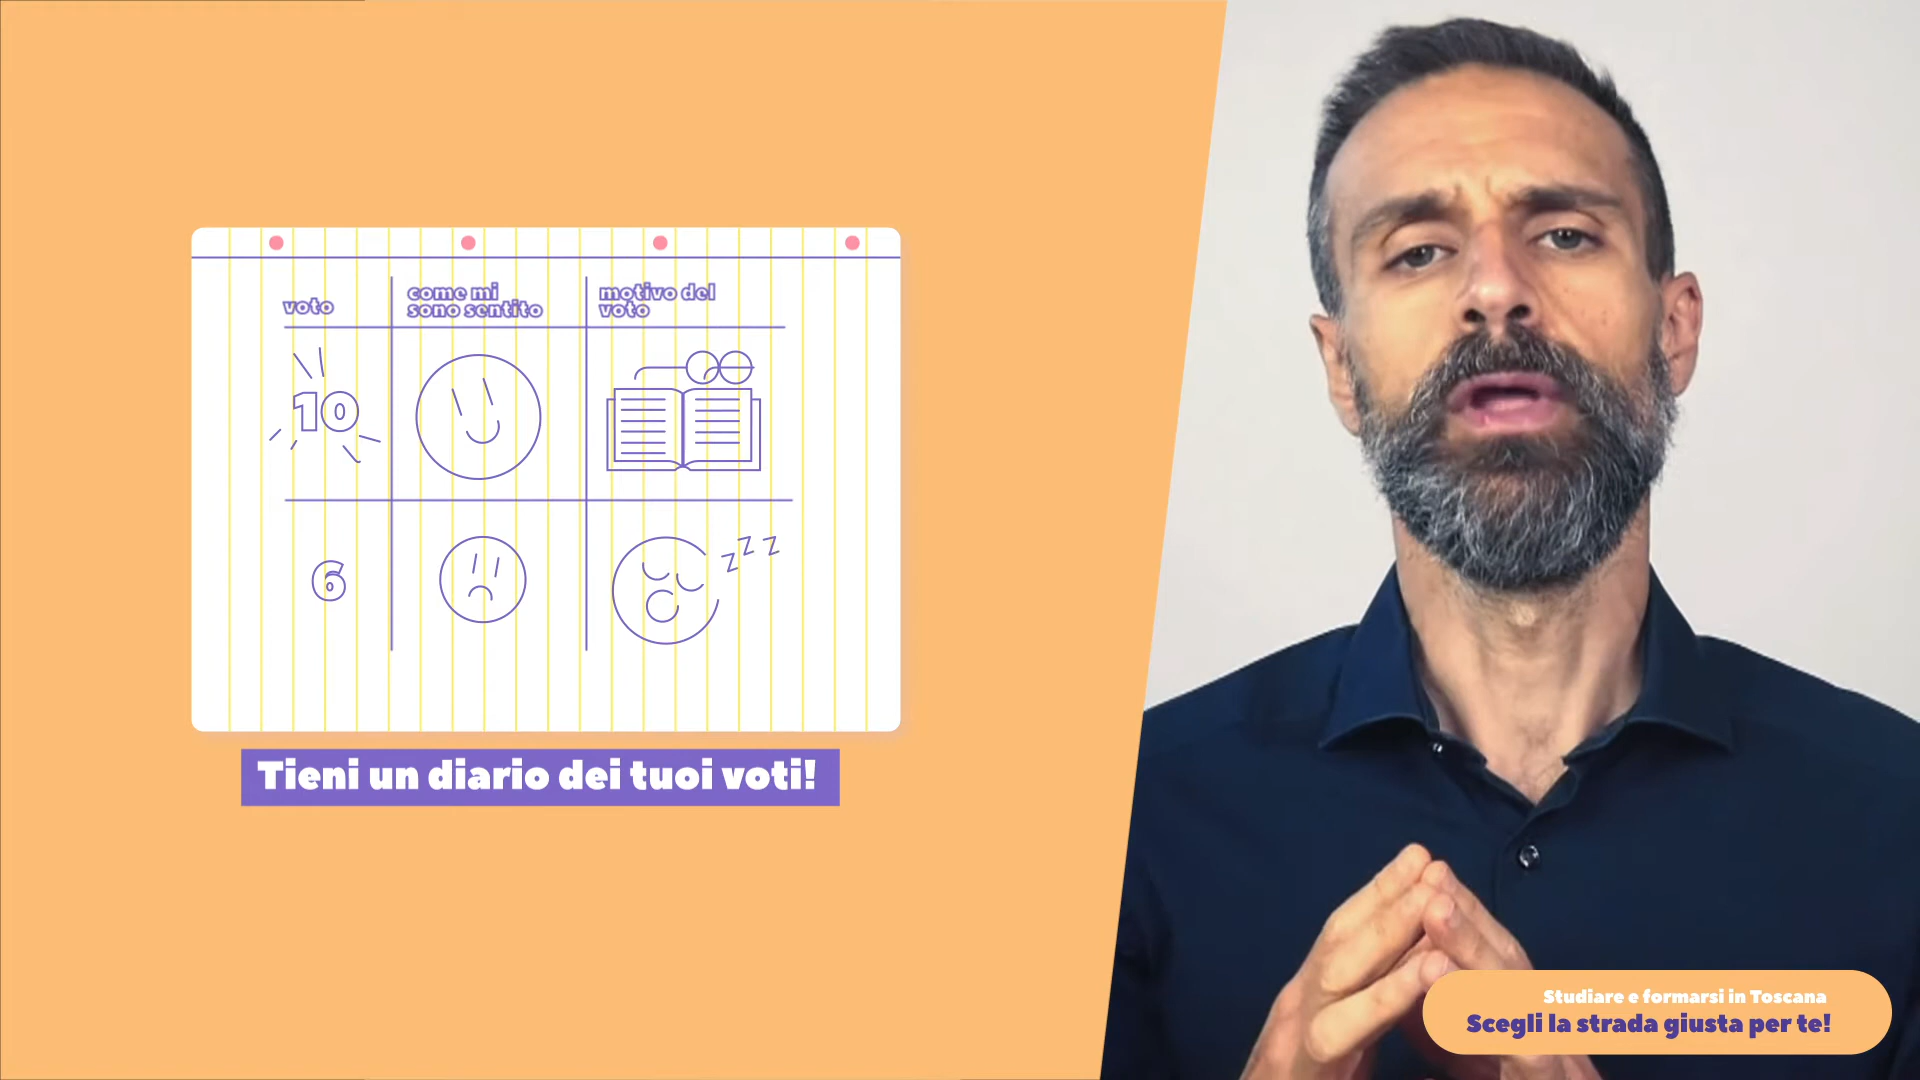 voto
come mi
sono sentito
motivo del
voto
10
6
z z z
Tieni un diario dei tuoi voti!
Studiare e formarsi in Toscana
Scegli la strada giusta per te!